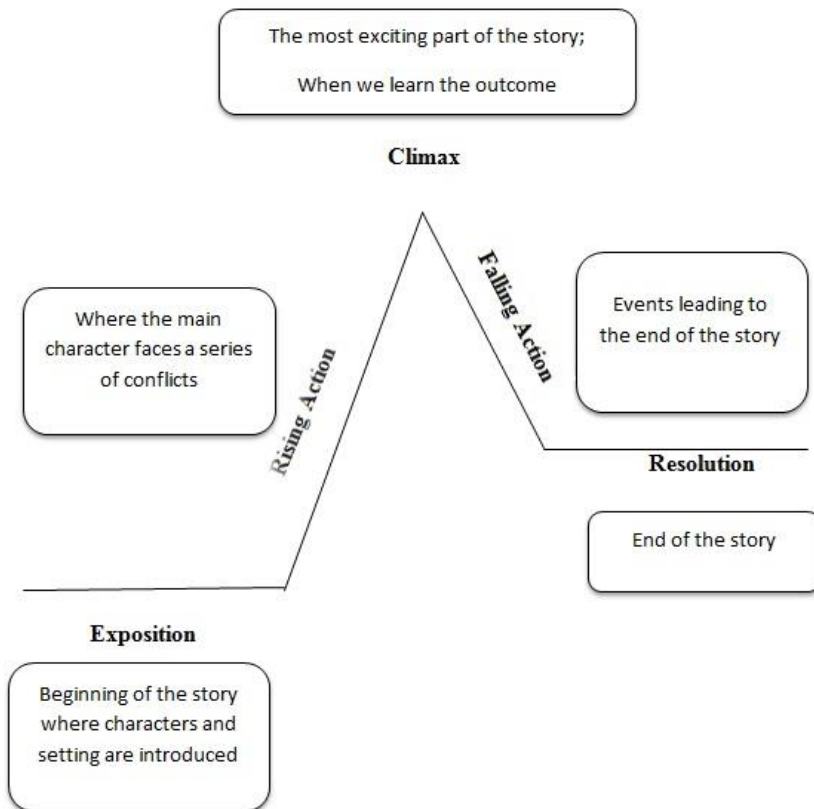 The most exciting part of the story;
When we learn the outcome
Climax
Where the main
character faces a series
of conflicts
Rising Action
Falling Action
Events leading to
the end of the story
Resolution
End of the story
Exposition
Beginning of the story
where characters and
setting are introduced